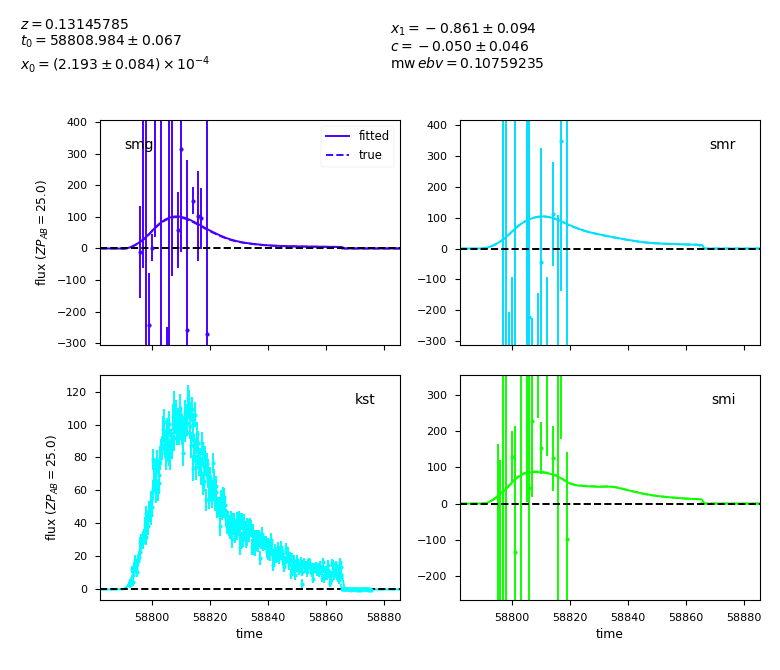 z = 0.13145785
t0 = 58808.984 ± 0.067
x0 = (2.193 ± 0.084) × 10^−4
x1 = −0.861 ± 0.094
c = −0.050 ± 0.046
mw ebv = 0.10759235
smg
fitted
true
400
300
200
100
0
−100
−200
−300
flux (ZP_AB = 25.0)
smr
400
300
200
100
0
−100
−200
−300
kst
120
100
80
60
40
20
0
flux (ZP_AB = 25.0)
58800 58820 58840 58860 58880
time
smi
300
200
100
0
−100
−200
58800 58820 58840 58860 58880
time